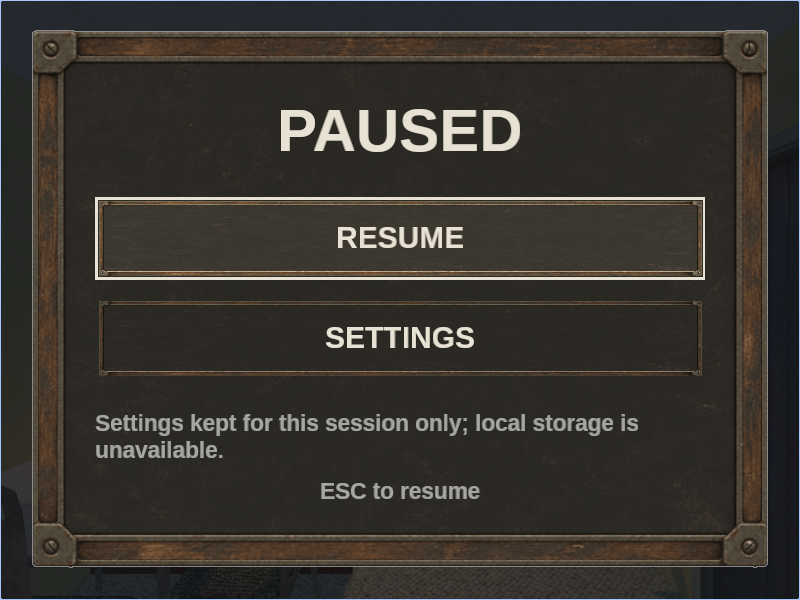 PAUSED
RESUME
SETTINGS
Settings kept for this session only; local storage is
unavailable.
ESC to resume